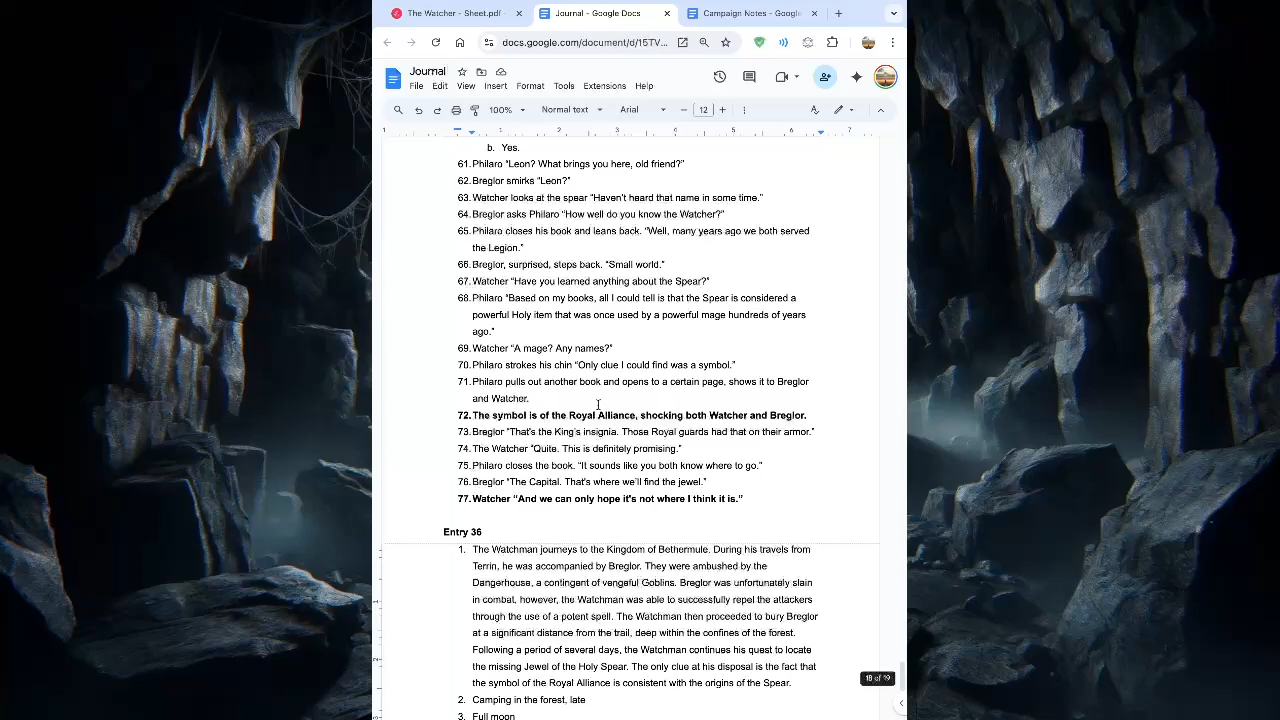 The Watcher - Sheet.pdf -
Journal - Google Docs
Campaign Notes - Google
docs.google.com/document/d/15TV...
Journal
File Edit View Insert Format Tools Extensions Help
100% Normal text Arial 12
1 1 2 3 4 5 6 7
b. Yes.
61. Philaro “Leon? What brings you here, old friend?”
62. Breglor smirks “Leon?”
63. Watcher looks at the spear “Haven’t heard that name in some time.”
64. Breglor asks Philaro “How well do you know the Watcher?”
65. Philaro closes his book and leans back. “Well, many years ago we both served
the Legion.”
66. Breglor, surprised, steps back. “Small world.”
67. Watcher “Have you learned anything about the Spear?”
68. Philaro “Based on my books, all I could tell is that the Spear is considered a
powerful Holy item that was once used by a powerful mage hundreds of years
ago.”
69. Watcher “A mage? Any names?”
70. Philaro strokes his chin “Only clue I could find was a symbol.”
71. Philaro pulls out another book and opens to a certain page, shows it to Breglor
and Watcher.
72. The symbol is of the Royal Alliance, shocking both Watcher and Breglor.
73. Breglor “That’s the King’s insignia. Those Royal guards had that on their armor.”
74. The Watcher “Quite. This is definitely promising.”
75. Philaro closes the book. “It sounds like you both know where to go.”
76. Breglor “The Capital. That’s where we’ll find the jewel.”
77. Watcher “And we can only hope it’s not where I think it is.”
Entry 36
1. The Watchman journeys to the Kingdom of Bethermule. During his travels from
Terrin, he was accompanied by Breglor. They were ambushed by the
Dangerhouse, a contingent of vengeful Goblins. Breglor was unfortunately slain
in combat, however, the Watchman was able to successfully repel the attackers
through the use of a potent spell. The Watchman then proceeded to bury Breglor
at a significant distance from the trail, deep within the confines of the forest.
Following a period of several days, the Watchman continues his quest to locate
the missing Jewel of the Holy Spear. The only clue at his disposal is the fact that
the symbol of the Royal Alliance is consistent with the origins of the Spear.
18 of 19
2. Camping in the forest, late
3. Full moon